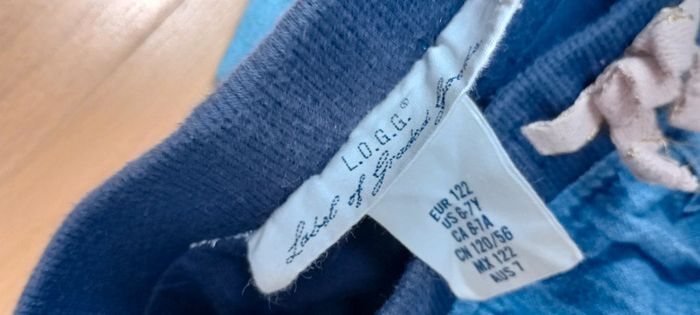 L.O.G.G.®
Label of Graded Goods
EUR 122
US 6-7Y
CA 6-7A
CN 120/56
MX 122
AUS 7